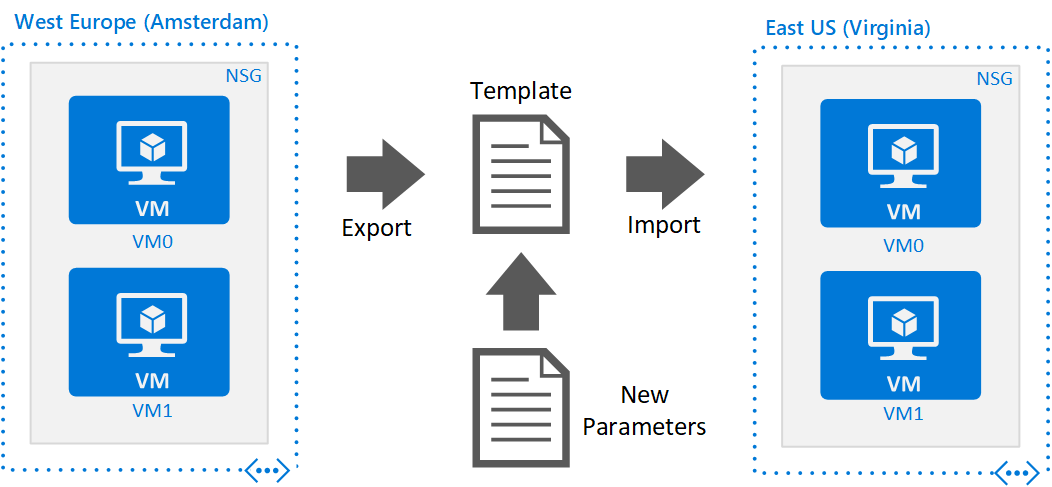 West Europe (Amsterdam)
NSG
VM
VM0
VM
VM1
Template
Export
Import
New
Parameters
East US (Virginia)
NSG
VM
VM0
VM
VM1